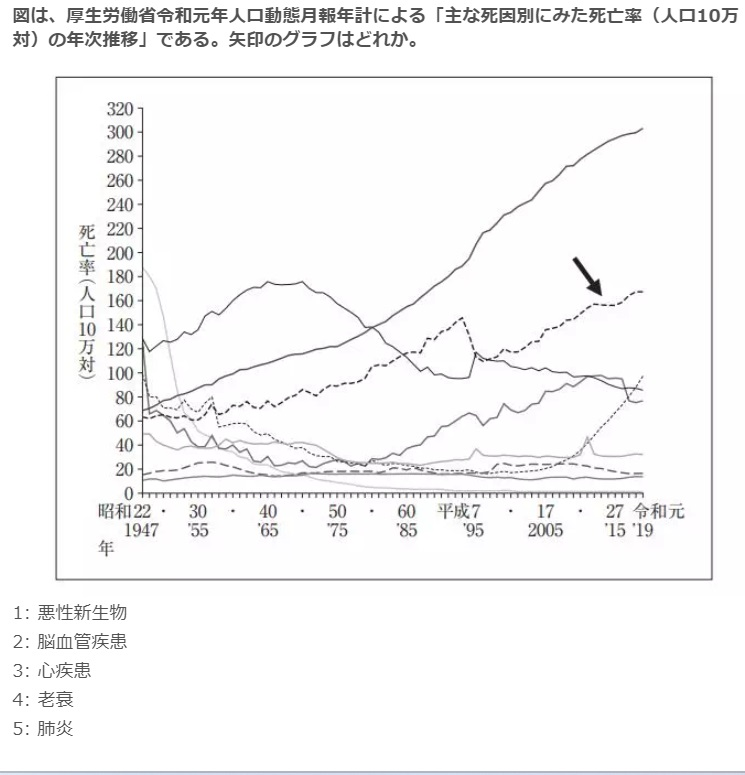 図は、厚生労働省令和元年人口動態月報年計による「主な死因別にみた死亡率（人口10万
対）の年次推移」である。矢印のグラフはどれか。
320
300
280
260
240
220
200
180
160
140
120
100
80
60
40
20
0
死亡率（人口10万対）
昭和22 ・ 30 ・ 40 ・ 50 ・ 60 平成7 ・ 17 ・ 27 令和元
1947 '55 '65 '75 '85 '95 2005 '15 '19
年
1: 悪性新生物
2: 脳血管疾患
3: 心疾患
4: 老衰
5: 肺炎